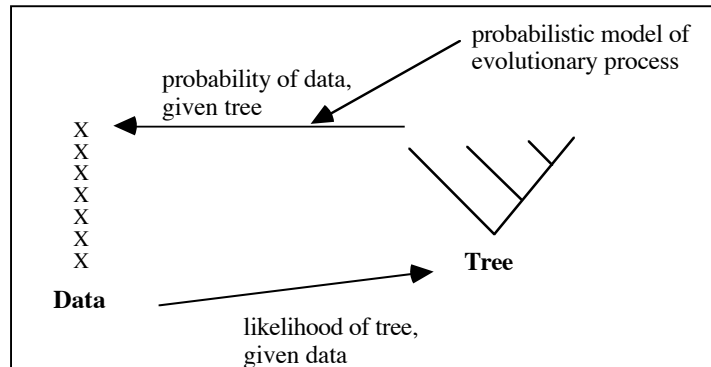 probabilistic model of
evolutionary process
probability of data,
given tree
X
X
X
X
X
X
X
Tree
Data
likelihood of tree,
given data